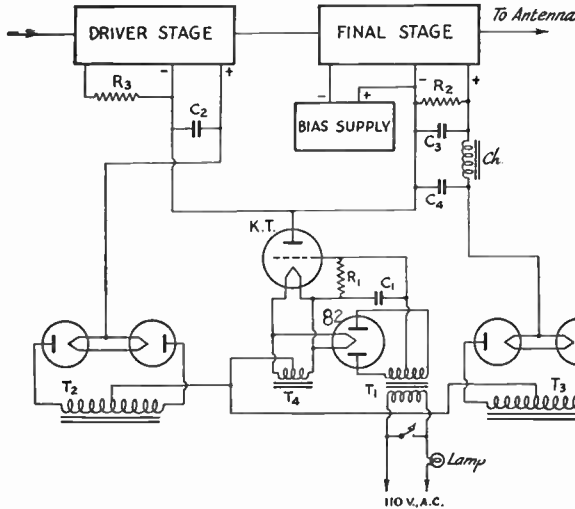 To Antenna
DRIVER STAGE
FINAL STAGE
R3
-
+
-
+
-
+
R2
C2
BIAS SUPPLY
C3
Ch.
C4
K.T.
R1
C1
82
T2
T4
T1
T3
Lamp
110 V., A.C.